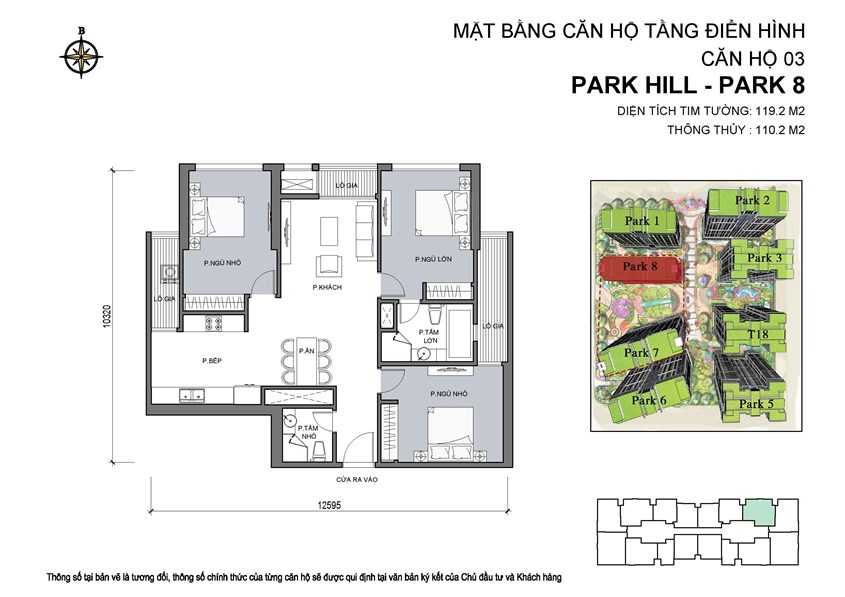 B
MẶT BẰNG CĂN HỘ TẦNG ĐIỂN HÌNH
CĂN HỘ 03
PARK HILL - PARK 8
DIỆN TÍCH TIM TƯỜNG: 119.2 M2
THÔNG THỦY : 110.2 M2
LÔ GIA
P.NGỦ NHỎ
P.KHÁCH
P.NGỦ LỚN
LÔ GIA
P.TẮM
LỚN
LÔ GIA
P.BẾP
P.ĂN
P.NGỦ NHỎ
P.TẮM
NHỎ
CỬA RA VÀO
10320
12595
Park 1
Park 2
Park 8
Park 3
T18
Park 7
Park 6
Park 5
Thông số tại bản vẽ là tương đối, thông số chính thức của từng căn hộ sẽ được qui định tại văn bản ký kết của Chủ đầu tư và Khách hàng